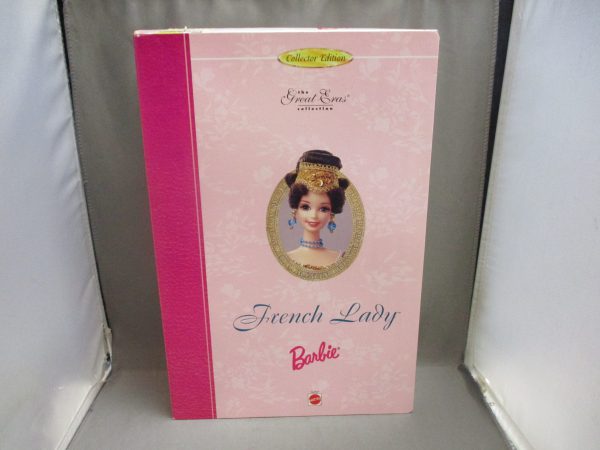 Collector Edition
the
Great Eras®
collection
French Lady
Barbie®